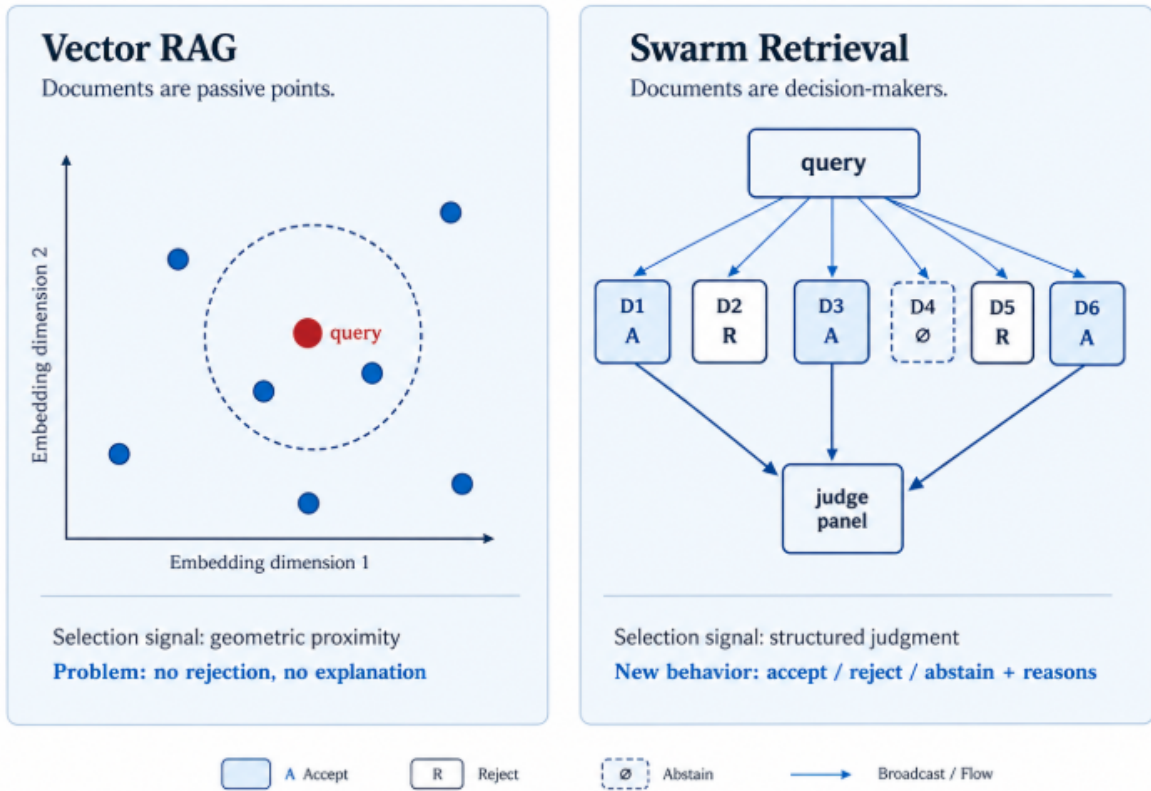 Vector RAG
Documents are passive points.
Embedding dimension 2
query
Embedding dimension 1
Selection signal: geometric proximity
Problem: no rejection, no explanation
Swarm Retrieval
Documents are decision-makers.
query
D1 D2 D3 D4 D5 D6
A R A ∅ R A
judge
panel
Selection signal: structured judgment
New behavior: accept / reject / abstain + reasons
A Accept R Reject ∅ Abstain Broadcast / Flow